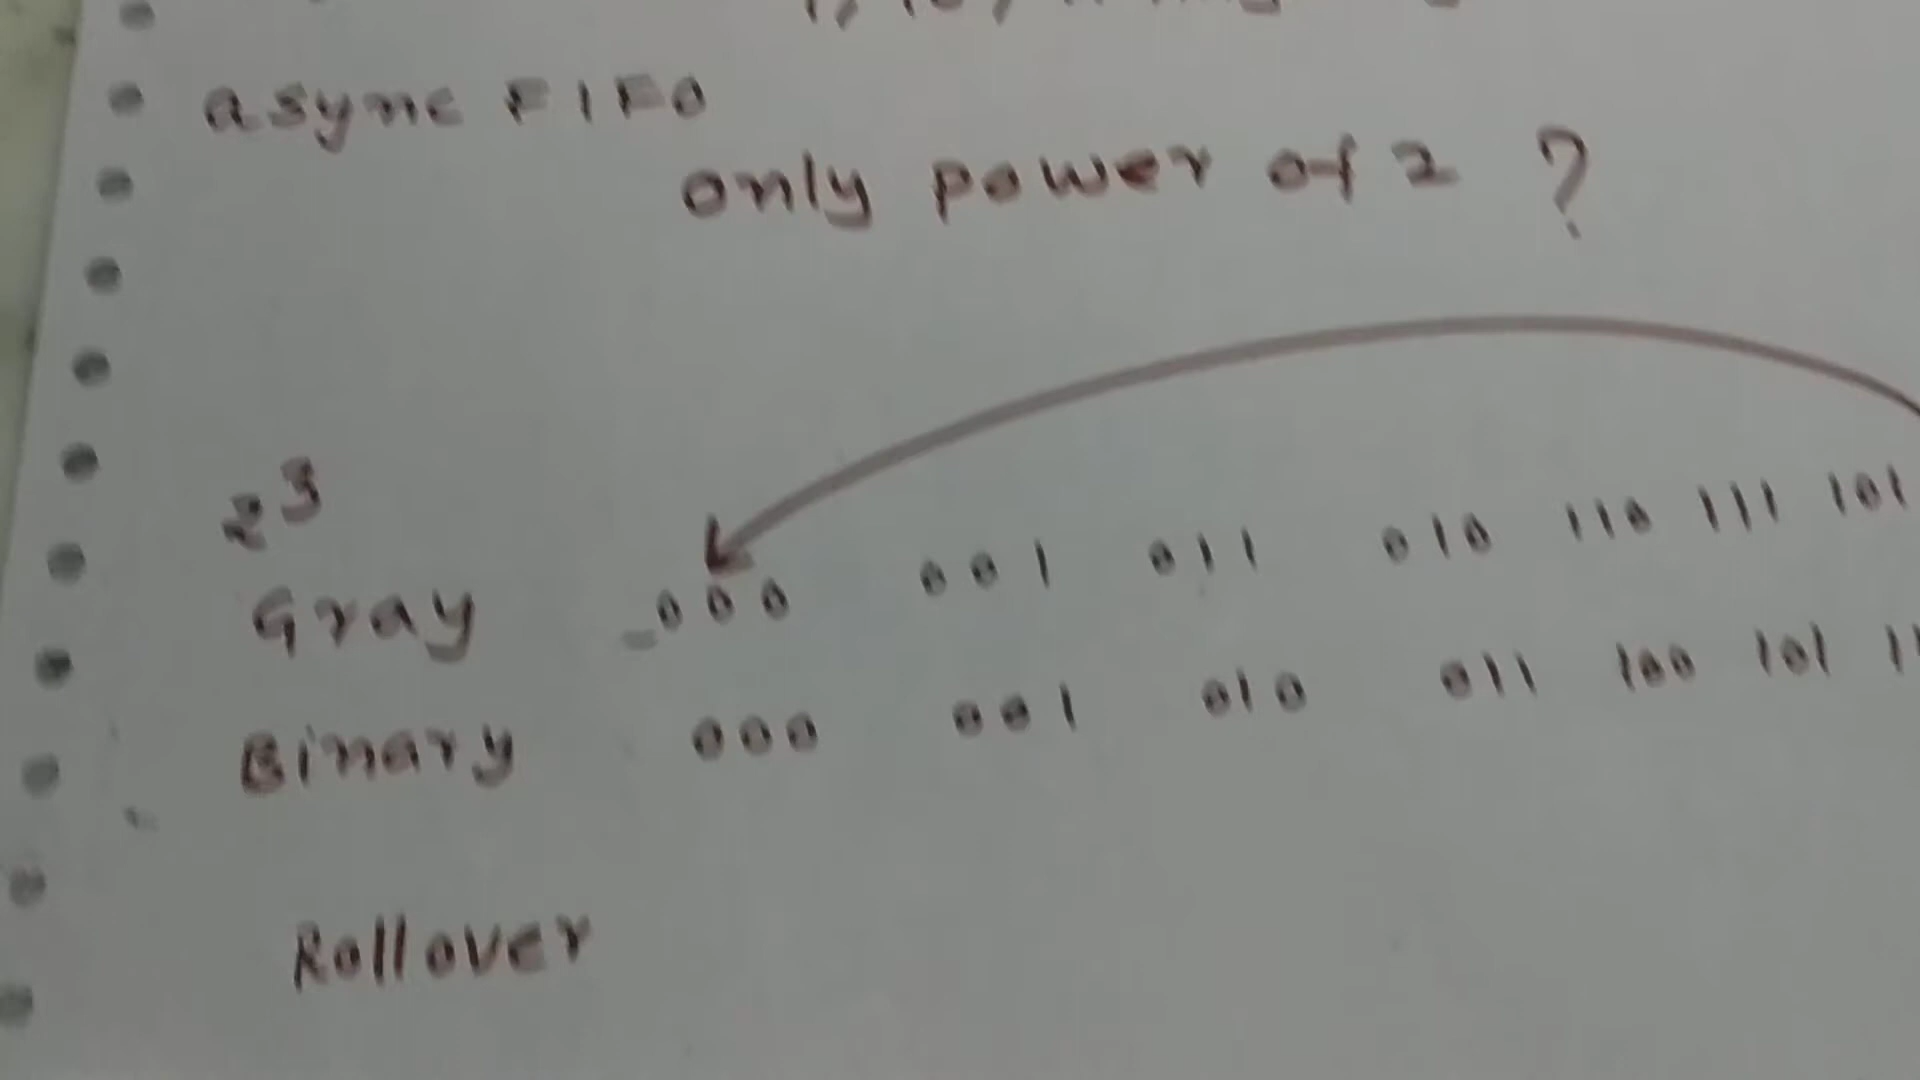 async FIFO
only power of 2 ?
2³
Gray 000 001 011 010 110 111 101
Binary 000 001 010 011 100 101 11
Rollover